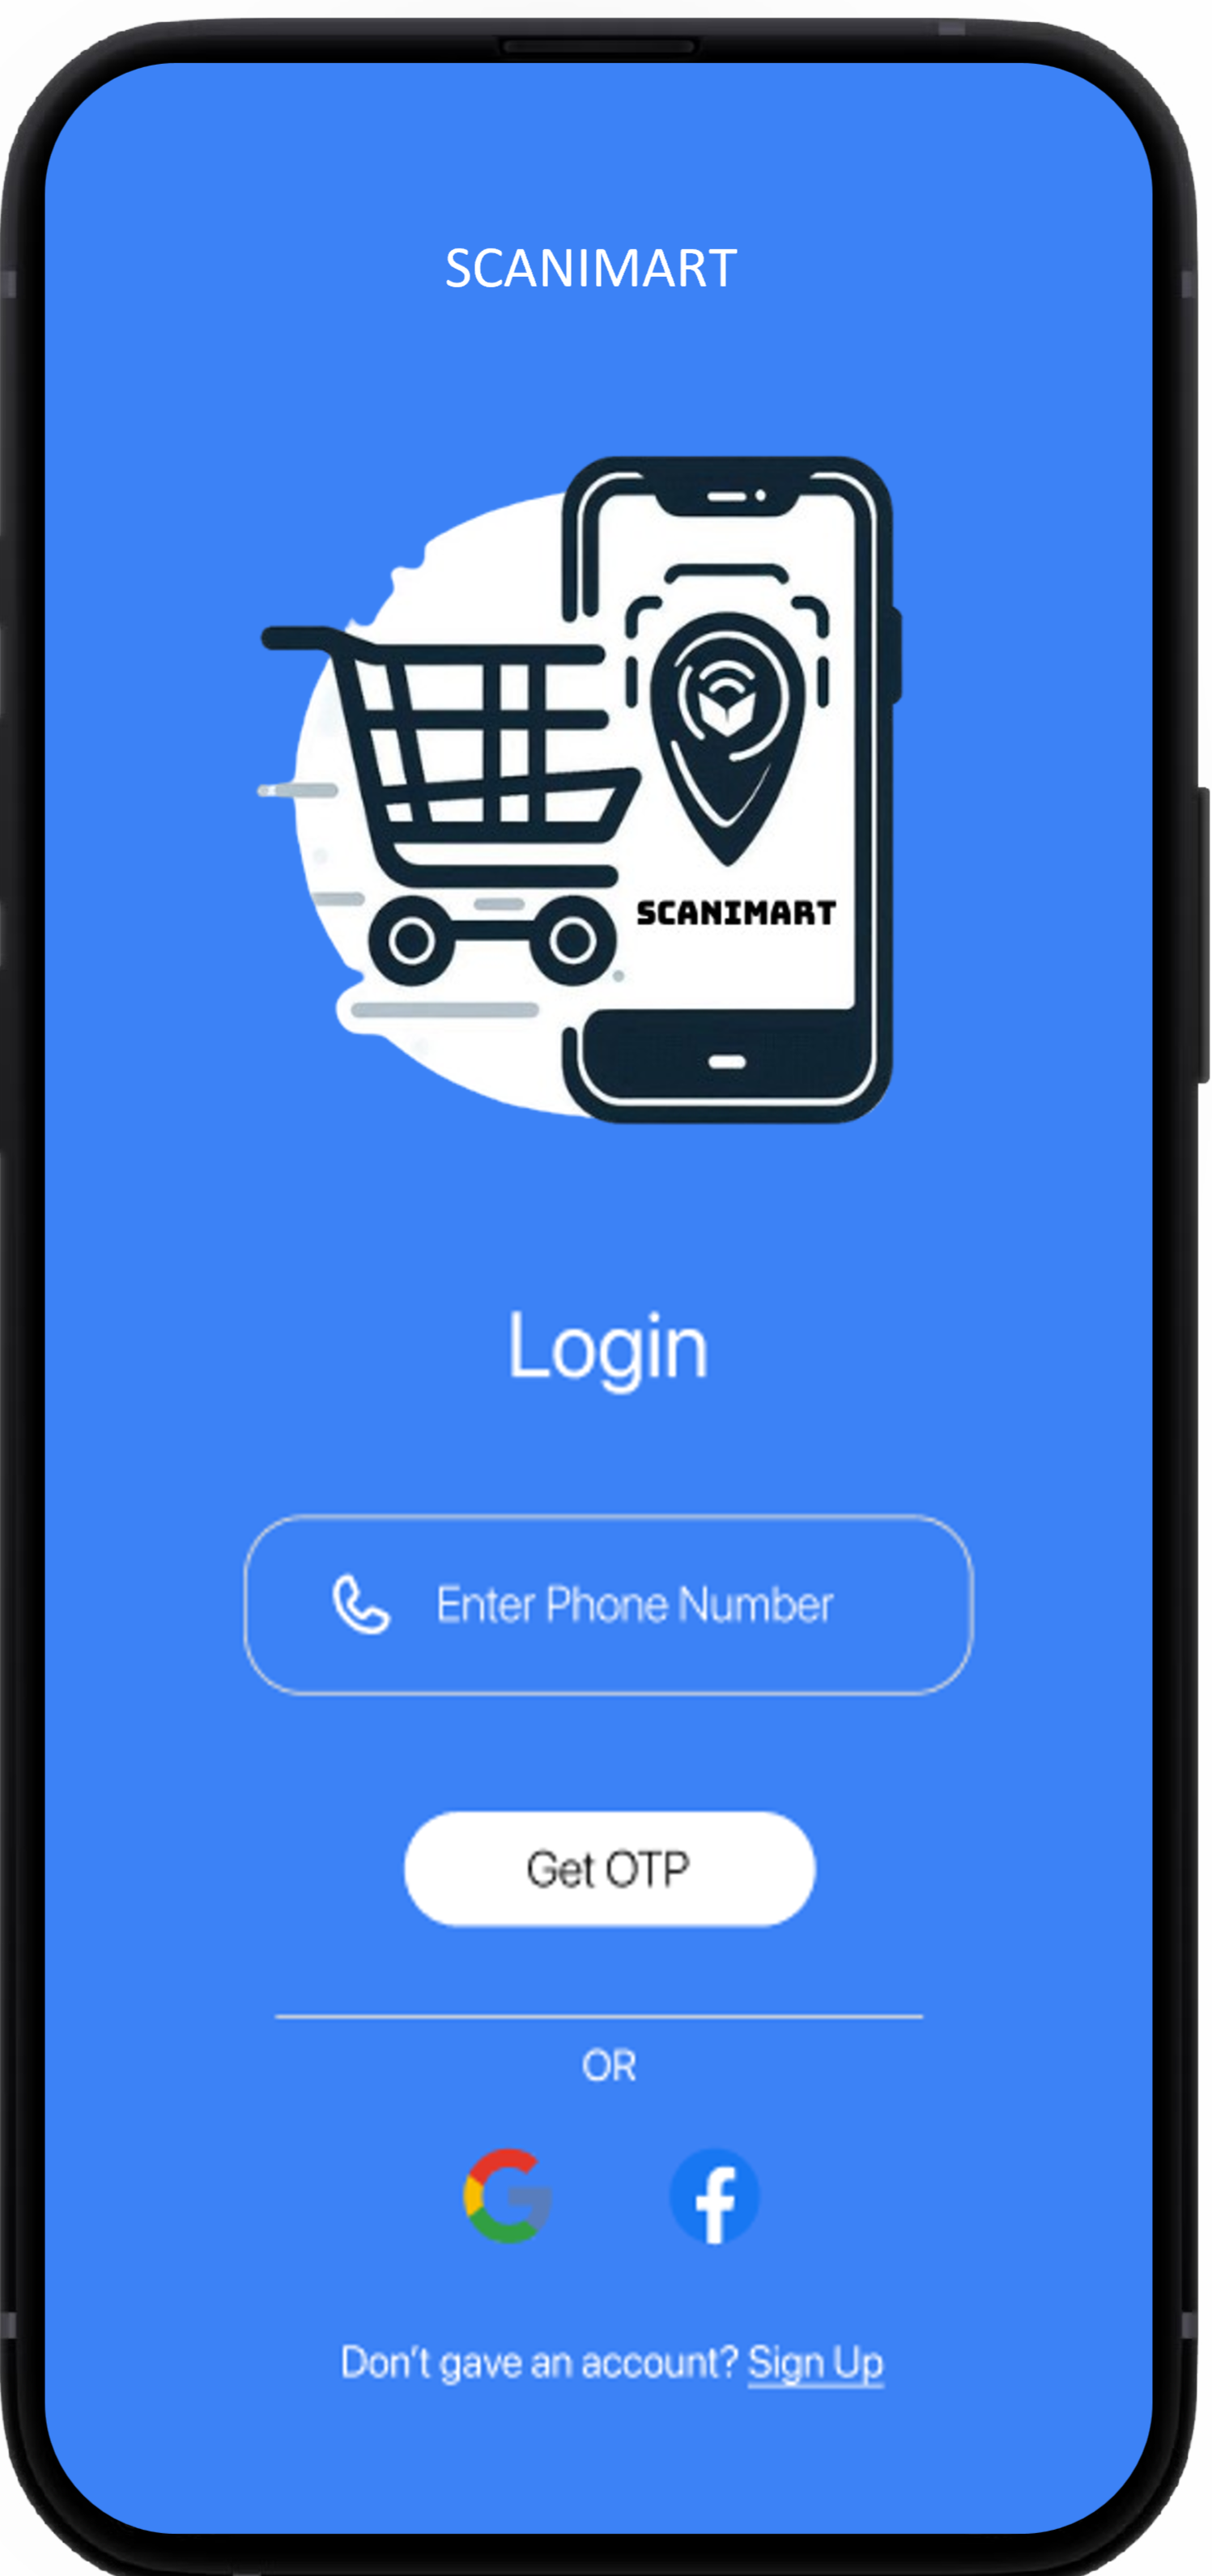 SCANIMART
SCANIMART
Login
Enter Phone Number
Get OTP
OR
Don't gave an account? Sign Up